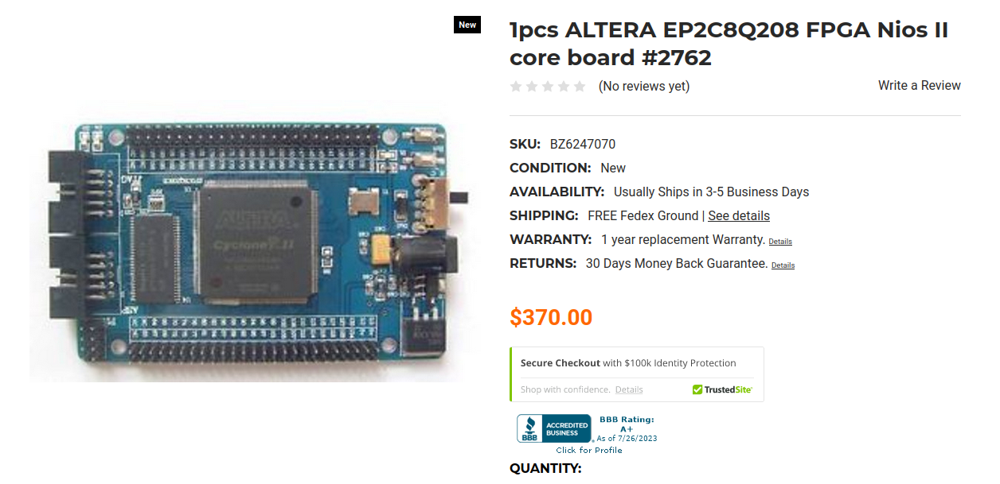 New
1pcs ALTERA EP2C8Q208 FPGA Nios II
core board #2762
(No reviews yet)
Write a Review
SKU: BZ6247070
CONDITION: New
AVAILABILITY: Usually Ships in 3-5 Business Days
SHIPPING: FREE Fedex Ground | See details
WARRANTY: 1 year replacement Warranty. Details
RETURNS: 30 Days Money Back Guarantee. Details
$370.00
Secure Checkout with $100k Identity Protection
Shop with confidence. Details
TrustedSite
BBB
ACCREDITED
BUSINESS
BBB Rating:
A+
As of 7/26/2023
Click for Profile
QUANTITY:
JTAG
ALTERA
Cyclone II
ASP